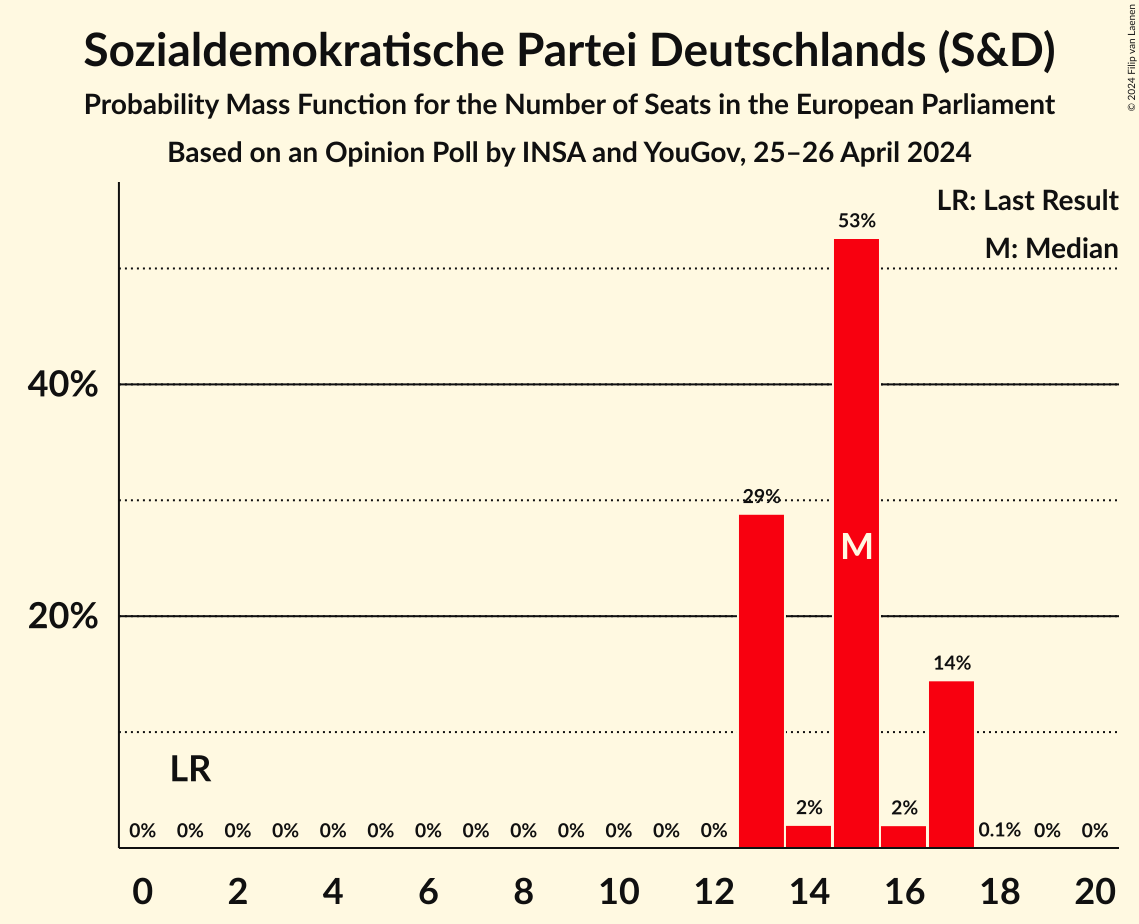 Sozialdemokratische Partei Deutschlands (S&D)
Probability Mass Function for the Number of Seats in the European Parliament
Based on an Opinion Poll by INSA and YouGov, 25–26 April 2024
© 2024 Filip van Laenen
LR: Last Result
M: Median
53%
40%
29%
M
20%
14%
LR
0% 0% 0% 0% 0% 0% 0% 0% 0% 0% 0% 0% 0% 2% 2% 0.1% 0% 0%
0 2 4 6 8 10 12 14 16 18 20